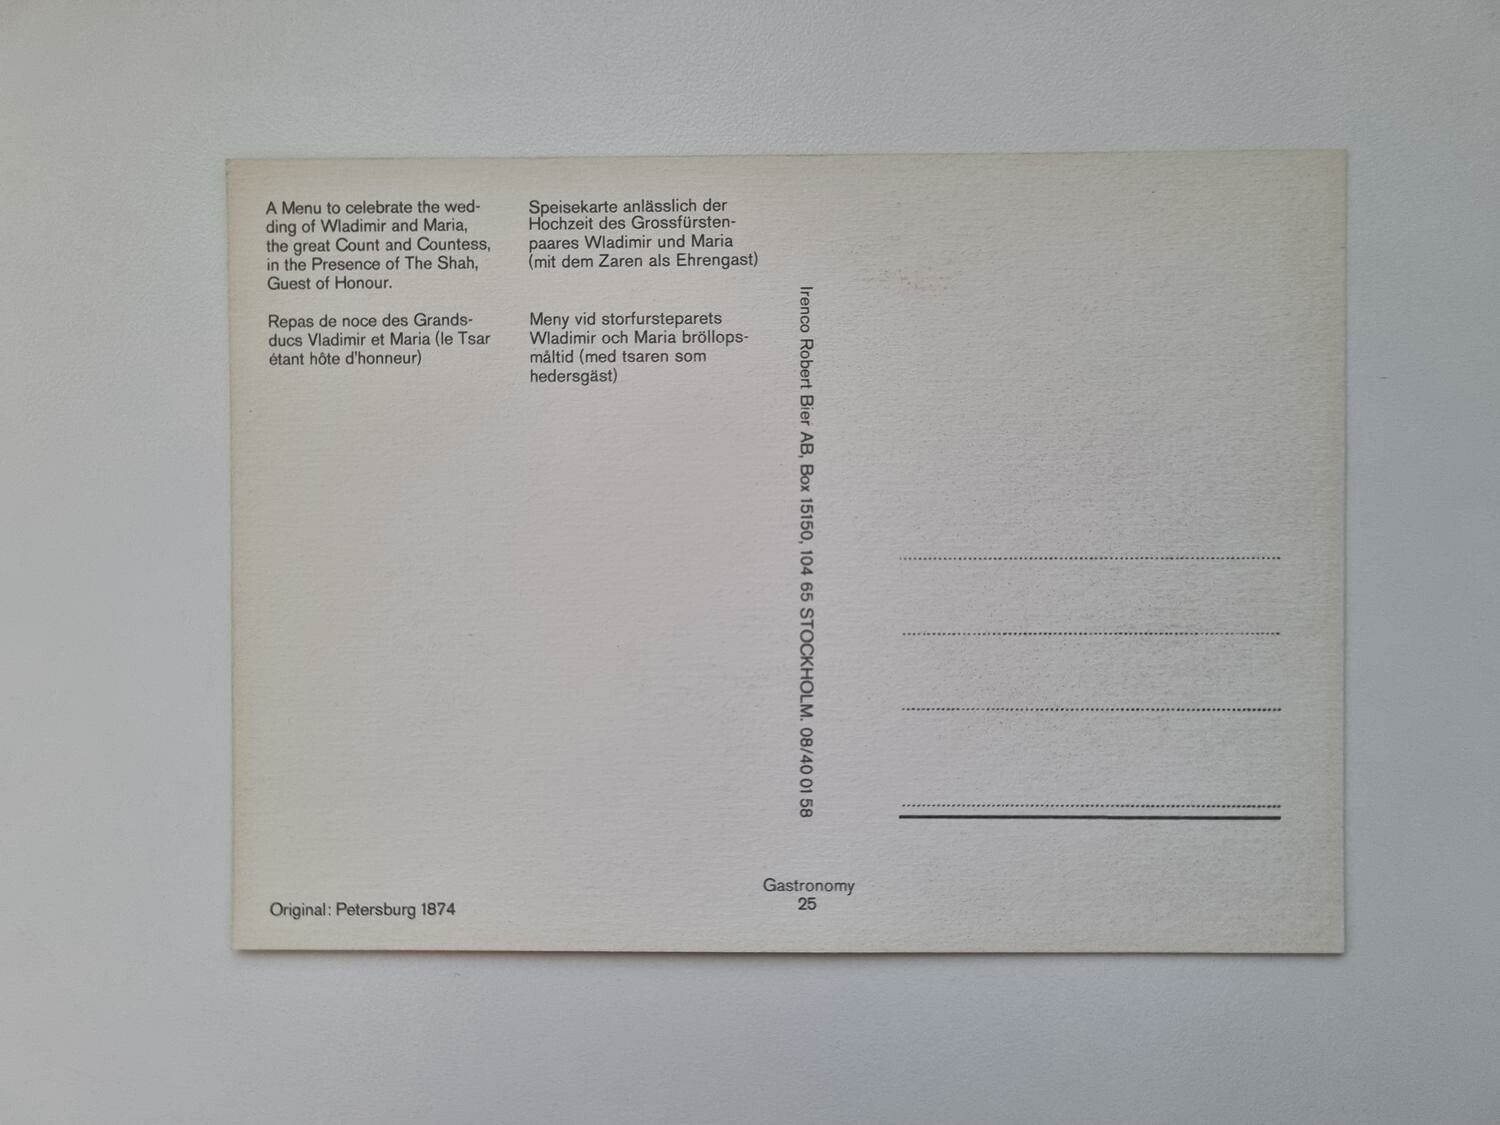 A Menu to celebrate the wed-
ding of Wladimir and Maria,
the great Count and Countess,
in the Presence of The Shah,
Guest of Honour.
Repas de noce des Grands-
ducs Vladimir et Maria (le Tsar
étant hôte d'honneur)
Speisekarte anlässlich der
Hochzeit des Grossfürsten-
paares Wladimir und Maria
(mit dem Zaren als Ehrengast)
Meny vid storfursteparets
Wladimir och Maria bröllops-
måltid (med tsaren som
hedersgäst)
Original: Petersburg 1874
Irenco Robert Bier AB, Box 15150, 104 65 STOCKHOLM. 08/40 01 58
Gastronomy
25